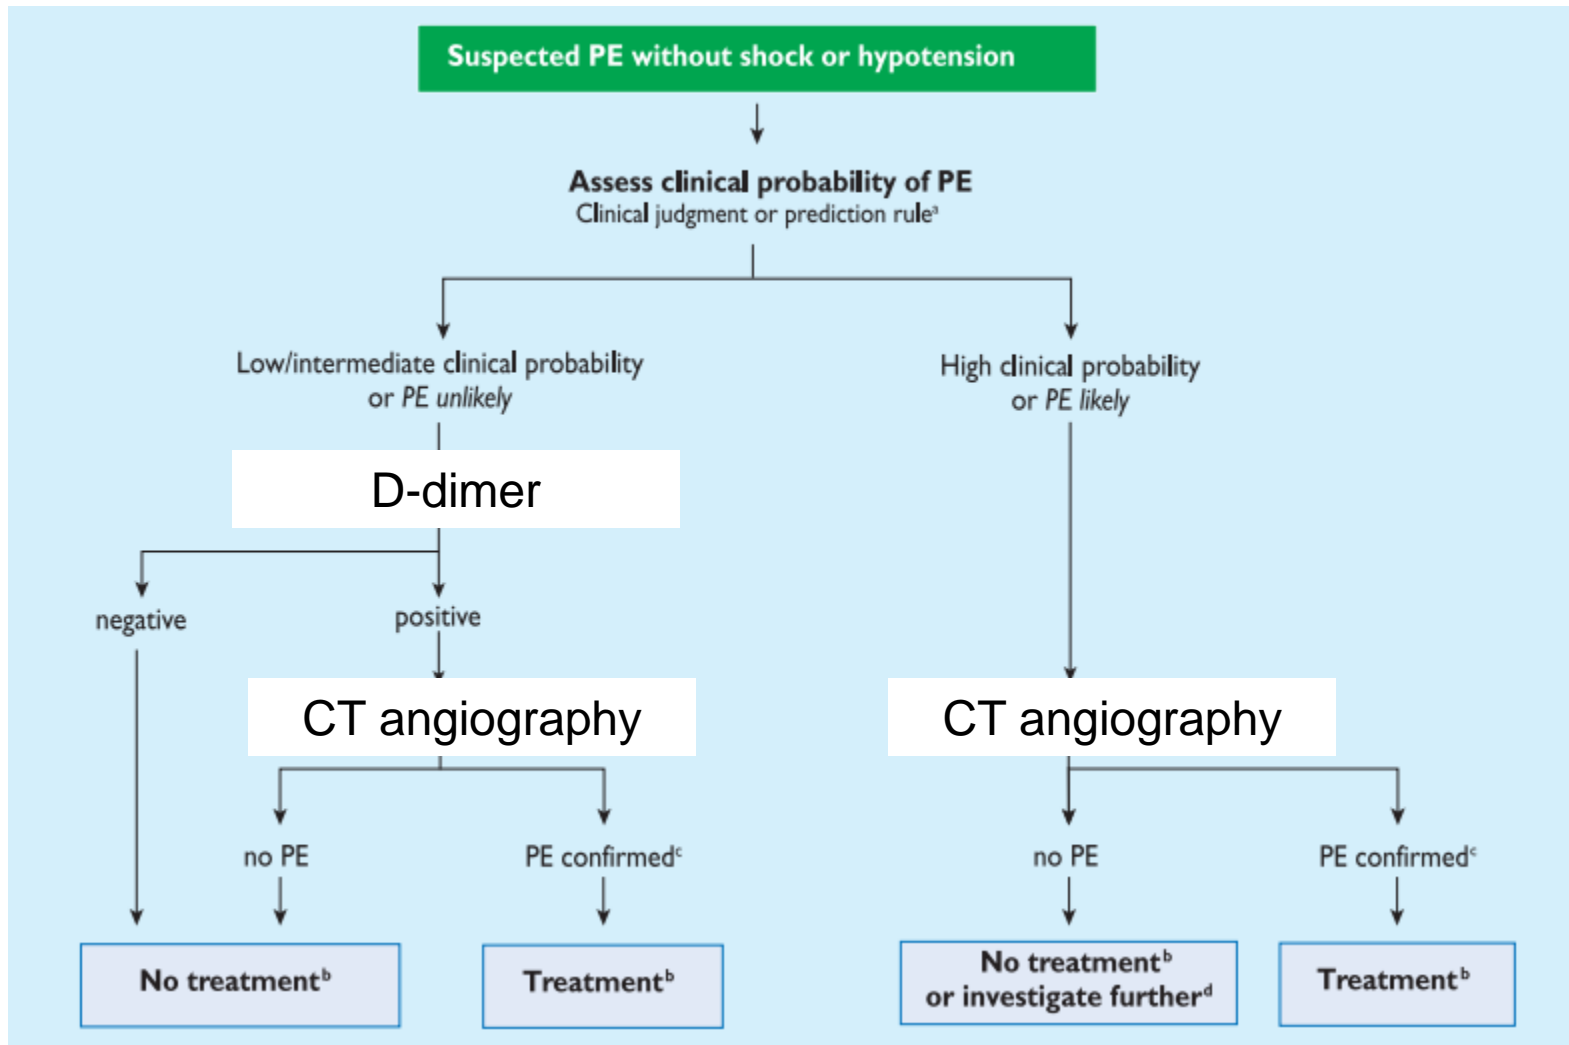 Suspected PE without shock or hypotension
Assess clinical probability of PE
Clinical judgment or prediction ruleᵃ
Low/intermediate clinical probability
or PE unlikely
High clinical probability
or PE likely
D-dimer
negative
positive
CT angiography
CT angiography
no PE
PE confirmedᶜ
no PE
PE confirmedᶜ
No treatmentᵇ
Treatmentᵇ
No treatmentᵇ
or investigate furtherᵈ
Treatmentᵇ